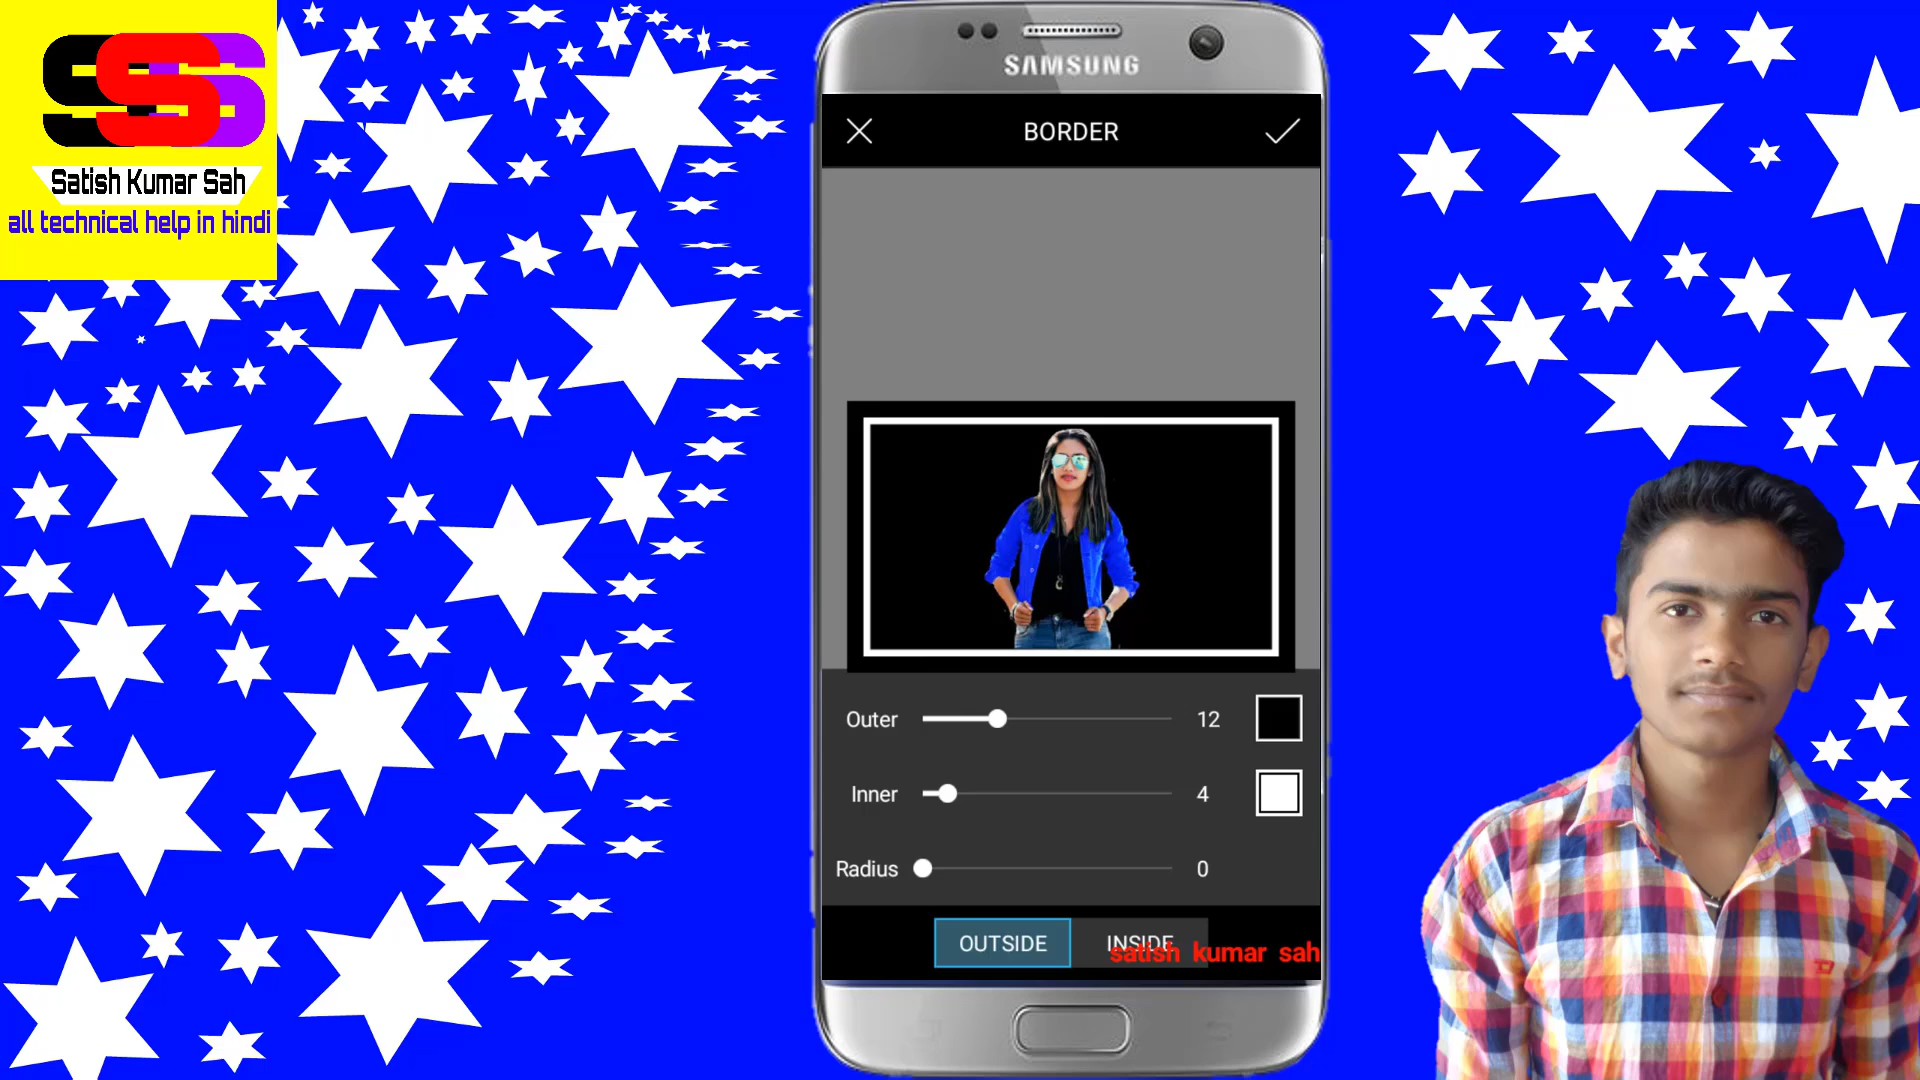 SSS
Satish Kumar Sah
all technical help in hindi
SAMSUNG
BORDER
Outer 12
Inner 4
Radius 0
OUTSIDE INSIDE
satish kumar sah